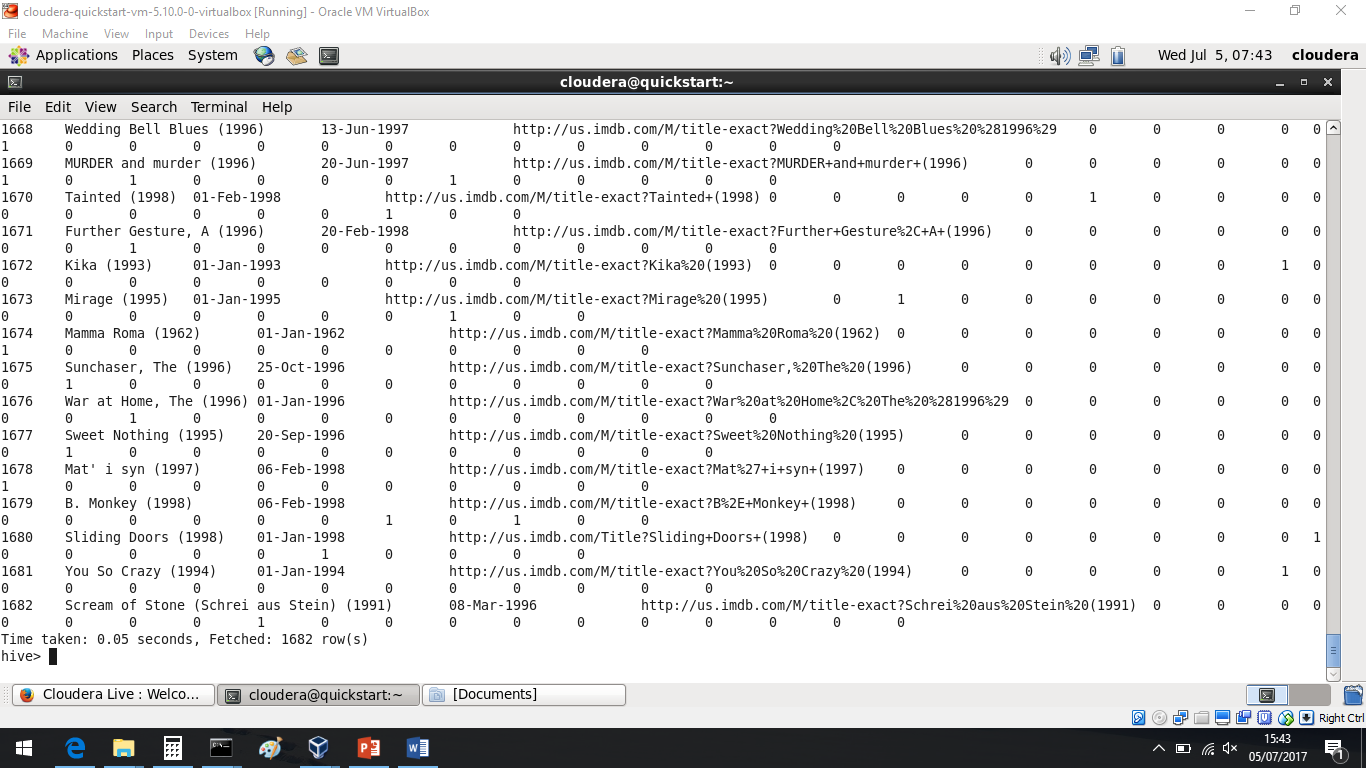 cloudera-quickstart-vm-5.10.0-0-virtualbox [Running] - Oracle VM VirtualBox
File Machine View Input Devices Help
Applications Places System Wed Jul 5, 07:43 cloudera
cloudera@quickstart:~
File Edit View Search Terminal Help
1668 Wedding Bell Blues (1996) 13-Jun-1997 http://us.imdb.com/M/title-exact?Wedding%20Bell%20Blues%20%281996%29 0 0 0 0 0
1 0 0 0 0 0 0 0 0 0 0 0 0 0
1669 MURDER and murder (1996) 20-Jun-1997 http://us.imdb.com/M/title-exact?MURDER+and+murder+(1996) 0 0 0 0 0 0
1 0 1 0 0 0 0 1 0 0 0 0 0
1670 Tainted (1998) 01-Feb-1998 http://us.imdb.com/M/title-exact?Tainted+(1998) 0 0 0 0 0 1 0 0 0 0
0 0 0 0 0 0 1 0 0
1671 Further Gesture, A (1996) 20-Feb-1998 http://us.imdb.com/M/title-exact?Further+Gesture%2C+A+(1996) 0 0 0 0 0 0
0 0 1 0 0 0 0 0 0 0 0 0 0
1672 Kika (1993) 01-Jan-1993 http://us.imdb.com/M/title-exact?Kika%20(1993) 0 0 0 0 0 0 0 0 1 0
0 0 0 0 0 0 0 0 0
1673 Mirage (1995) 01-Jan-1995 http://us.imdb.com/M/title-exact?Mirage%20(1995) 0 1 0 0 0 0 0 0 0
0 0 0 0 0 0 0 1 0 0
1674 Mamma Roma (1962) 01-Jan-1962 http://us.imdb.com/M/title-exact?Mamma%20Roma%20(1962) 0 0 0 0 0 0 0 0
1 0 0 0 0 0 0 0 0 0 0
1675 Sunchaser, The (1996) 25-Oct-1996 http://us.imdb.com/M/title-exact?Sunchaser,%20The%20(1996) 0 0 0 0 0 0 0
0 1 0 0 0 0 0 0 0 0 0 0
1676 War at Home, The (1996) 01-Jan-1996 http://us.imdb.com/M/title-exact?War%20at%20Home%2C%20The%20%281996%29 0 0 0 0 0 0
0 0 1 0 0 0 0 0 0 0 0 0 0
1677 Sweet Nothing (1995) 20-Sep-1996 http://us.imdb.com/M/title-exact?Sweet%20Nothing%20(1995) 0 0 0 0 0 0 0
0 1 0 0 0 0 0 0 0 0 0 0
1678 Mat' i syn (1997) 06-Feb-1998 http://us.imdb.com/M/title-exact?Mat%27+i+syn+(1997) 0 0 0 0 0 0 0 0
1 0 0 0 0 0 0 0 0 0 0
1679 B. Monkey (1998) 06-Feb-1998 http://us.imdb.com/M/title-exact?B%2E+Monkey+(1998) 0 0 0 0 0 0 0 0
0 0 0 0 0 0 1 0 1 0 0
1680 Sliding Doors (1998) 01-Jan-1998 http://us.imdb.com/Title?Sliding+Doors+(1998) 0 0 0 0 0 0 0 0 1
0 0 0 0 0 1 0 0 0 0
1681 You So Crazy (1994) 01-Jan-1994 http://us.imdb.com/M/title-exact?You%20So%20Crazy%20(1994) 0 0 0 0 0 1 0
0 0 0 0 0 0 0 0 0 0 0 0
1682 Scream of Stone (Schrei aus Stein) (1991) 08-Mar-1996 http://us.imdb.com/M/title-exact?Schrei%20aus%20Stein%20(1991) 0 0 0 0
0 0 0 0 1 0 0 0 0 0 0 0 0 0 0
Time taken: 0.05 seconds, Fetched: 1682 row(s)
hive>
Cloudera Live : Welco... cloudera@quickstart:~ [Documents]
Right Ctrl
15:43
05/07/2017
1